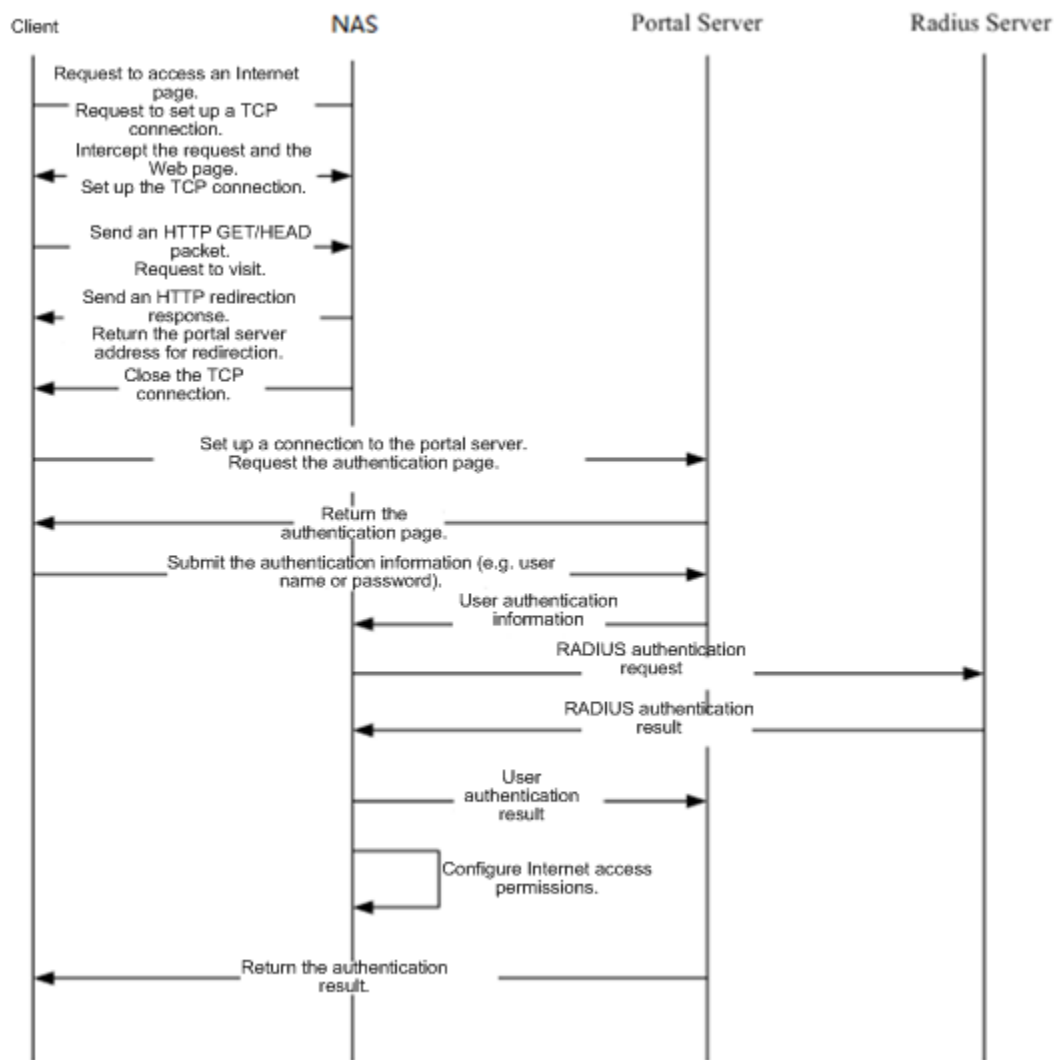 Client
NAS
Portal Server
Radius Server
Request to access an Internet
page.
Request to set up a TCP
connection.
Intercept the request and the
Web page.
Set up the TCP connection.
Send an HTTP GET/HEAD
packet.
Request to visit.
Send an HTTP redirection
response.
Return the portal server
address for redirection.
Close the TCP
connection.
Set up a connection to the portal server.
Request the authentication page.
Return the
authentication page.
Submit the authentication information (e.g. user
name or password).
User authentication
information
RADIUS authentication
request
RADIUS authentication
result
User
authentication
result
Configure Internet access
permissions.
Return the authentication
result.